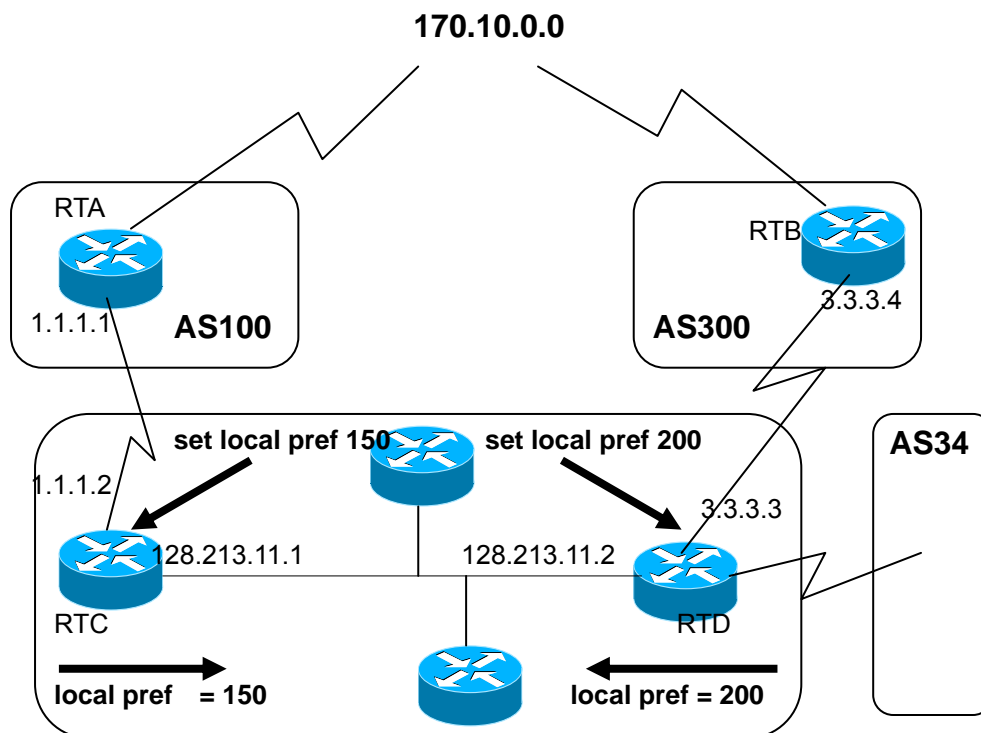 170.10.0.0
RTA
RTB
1.1.1.1
AS100
AS300
3.3.3.4
set local pref 150
set local pref 200
AS34
1.1.1.2
3.3.3.3
128.213.11.1
128.213.11.2
RTC
RTD
local pref = 150
local pref = 200